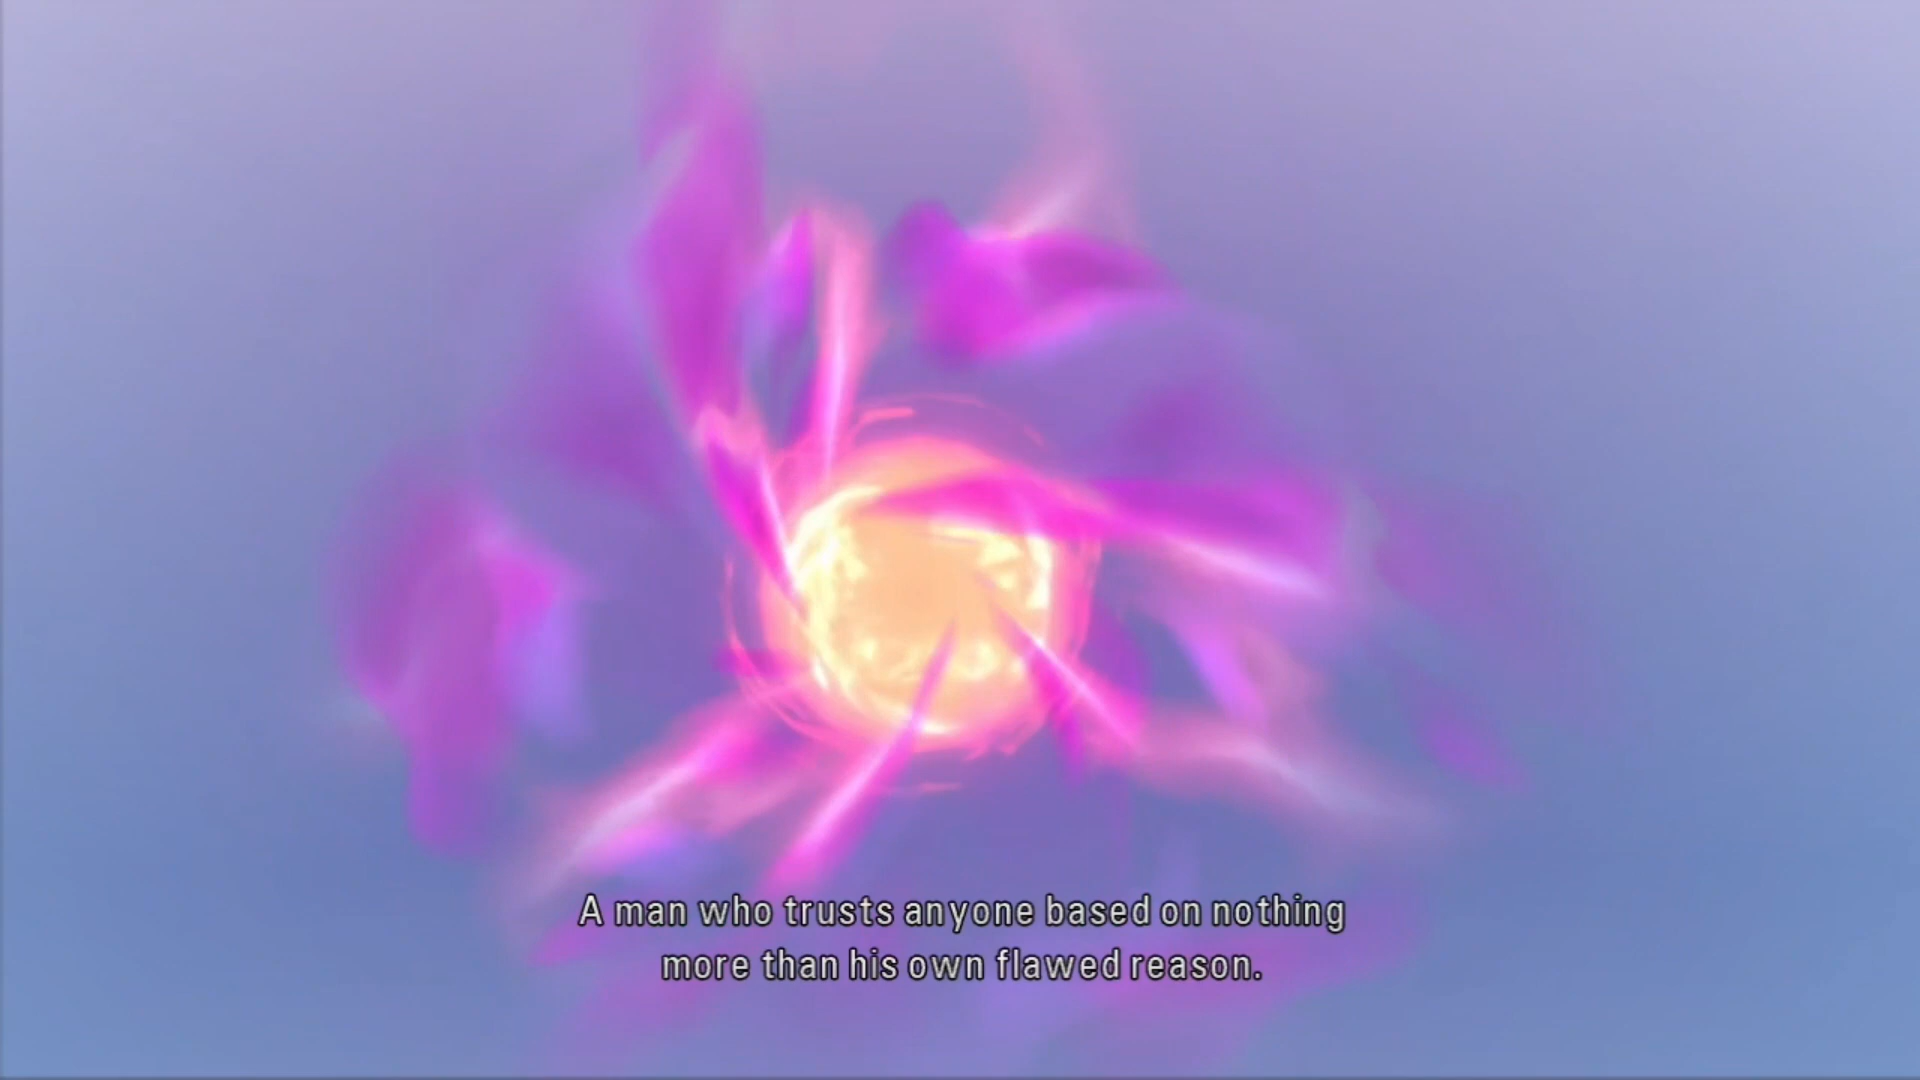 A man who trusts anyone based on nothing
more than his own flawed reason.